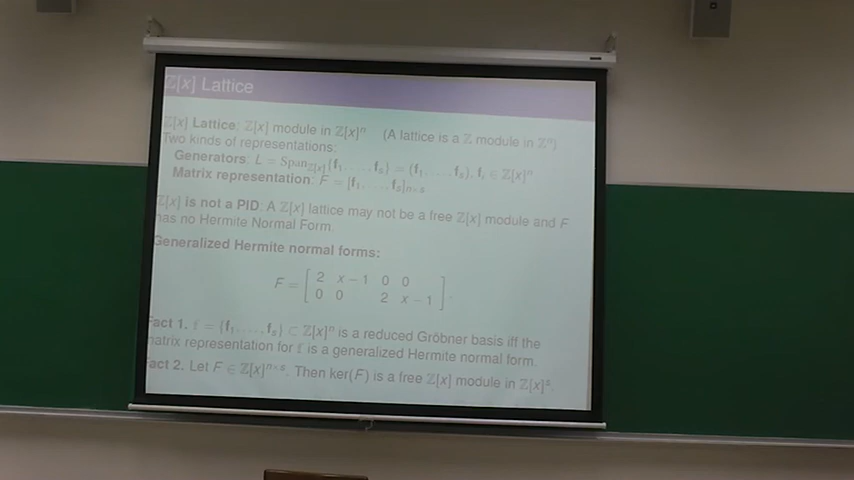 ℤ[x] Lattice
ℤ[x] Lattice: ℤ[x] module in ℤ[x]ⁿ (A lattice is a ℤ module in ℤⁿ)
Two kinds of representations:
Generators: L = Span_ℤ[x]{f₁, . . . , fₛ} = (f₁, . . . , fₛ), fᵢ ∈ ℤ[x]ⁿ
Matrix representation: F = [f₁, . . . , fₛ]ₙₓₛ
ℤ[x] is not a PID: A ℤ[x] lattice may not be a free ℤ[x] module and F
has no Hermite Normal Form.
Generalized Hermite normal forms:
F = [ 2 x − 1 0 0
0 0 2 x − 1 ].
Fact 1. 𝕗 = {f₁, . . . , fₛ} ⊂ ℤ[x]ⁿ is a reduced Gröbner basis iff the
matrix representation for 𝕗 is a generalized Hermite normal form.
Fact 2. Let F ∈ ℤ[x]ⁿˣˢ. Then ker(F) is a free ℤ[x] module in ℤ[x]ˢ.